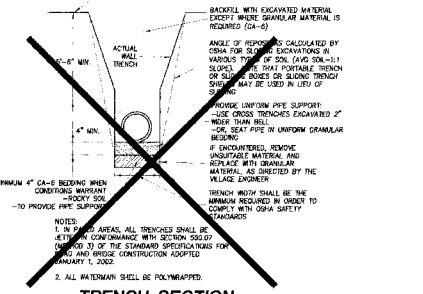 BACKFILL WITH EXCAVATED MATERIAL
EXCEPT WHERE GRANULAR MATERIAL IS
REQUIRED (CA-6)
ACTUAL
WALL
TRENCH
ANGLE OF REPOSE AS CALCULATED BY
OSHA FOR SLOPING EXCAVATIONS IN
VARIOUS TYPES OF SOIL (AVG SOIL-1:1
SLOPE). NOTE THAT PORTABLE TRENCH
OR SLIDING BOXES OR SLIDING TRENCH
SHIELDS MAY BE USED IN LIEU OF
SLOPING
5'-6" MIN.
4" MIN.
PROVIDE UNIFORM PIPE SUPPORT:
-USE CROSS TRENCHES EXCAVATED 2"
WIDER THAN BELL
-OR, SEAT PIPE IN UNIFORM GRANULAR
BEDDING
IF ENCOUNTERED, REMOVE
UNSUITABLE MATERIAL AND
REPLACE WITH GRANULAR
MATERIAL, AS DIRECTED BY THE
VILLAGE ENGINEER
4" CA-6 BEDDING WHEN
CONDITIONS WARRANT
-ROCKY SOIL
-TO PROVIDE PIPE SUPPORT
TRENCH WIDTH SHALL BE THE
MINIMUM REQUIRED IN ORDER TO
COMPLY WITH OSHA SAFETY
STANDARDS
NOTES:
1. IN PAVED AREAS, ALL TRENCHES SHALL BE
JETTED IN CONFORMANCE WITH SECTION 550.07
(METHOD 3) OF THE STANDARD SPECIFICATIONS FOR
ROAD AND BRIDGE CONSTRUCTION ADOPTED
JANUARY 1, 2002.
2. ALL WATERMAIN SHALL BE POLYWRAPPED.
TRENCH SECTION